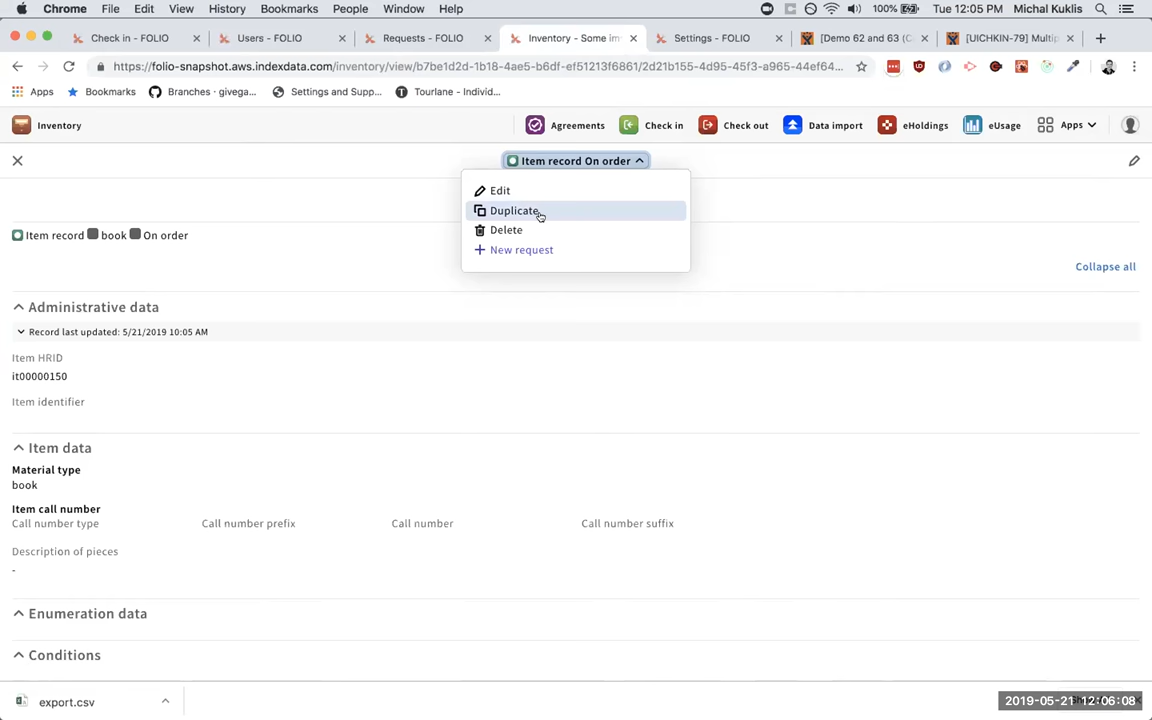 Chrome File Edit View History Bookmarks People Window Help 100% Tue 12:05 PM Michal Kuklis
Check in - FOLIO Users - FOLIO Requests - FOLIO Inventory - Some im Settings - FOLIO [Demo 62 and 63 (C [UICHKIN-79] Multip
https://folio-snapshot.aws.indexdata.com/inventory/view/b7be1d2d-1b18-4ae5-b6df-ef51213f6861/2d21b155-4d95-45f3-a965-44ef64...
Apps Bookmarks Branches · givega... Settings and Supp... Tourlane - Individ...
Inventory Agreements Check in Check out Data import eHoldings eUsage Apps
Item record On order
Edit
Duplicate
Delete
New request
Item record book On order
Collapse all
Administrative data
Record last updated: 5/21/2019 10:05 AM
Item HRID
it00000150
Item identifier
Item data
Material type
book
Item call number
Call number type Call number prefix Call number Call number suffix
Description of pieces
-
Enumeration data
Conditions
export.csv
2019-05-21 12:06:08